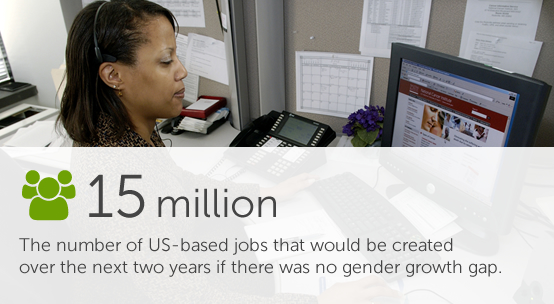 15 million
The number of US-based jobs that would be created
over the next two years if there was no gender growth gap.